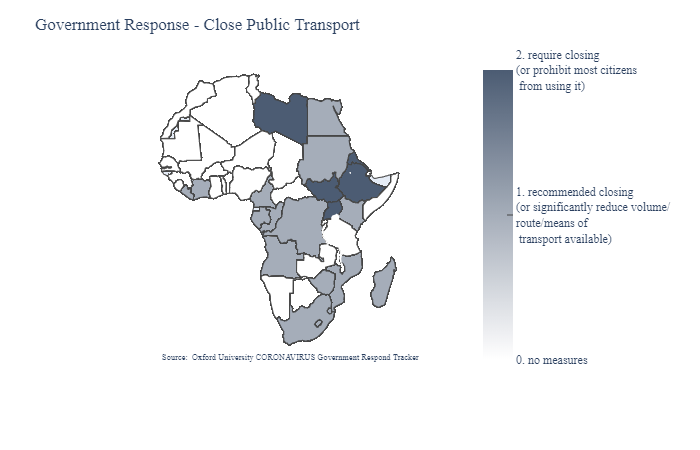 Government Response - Close Public Transport
2. require closing
(or prohibit most citizens
from using it)
1. recommended closing
(or significantly reduce volume/
route/means of
transport available)
0. no measures
Source: Oxford University CORONAVIRUS Government Respond Tracker